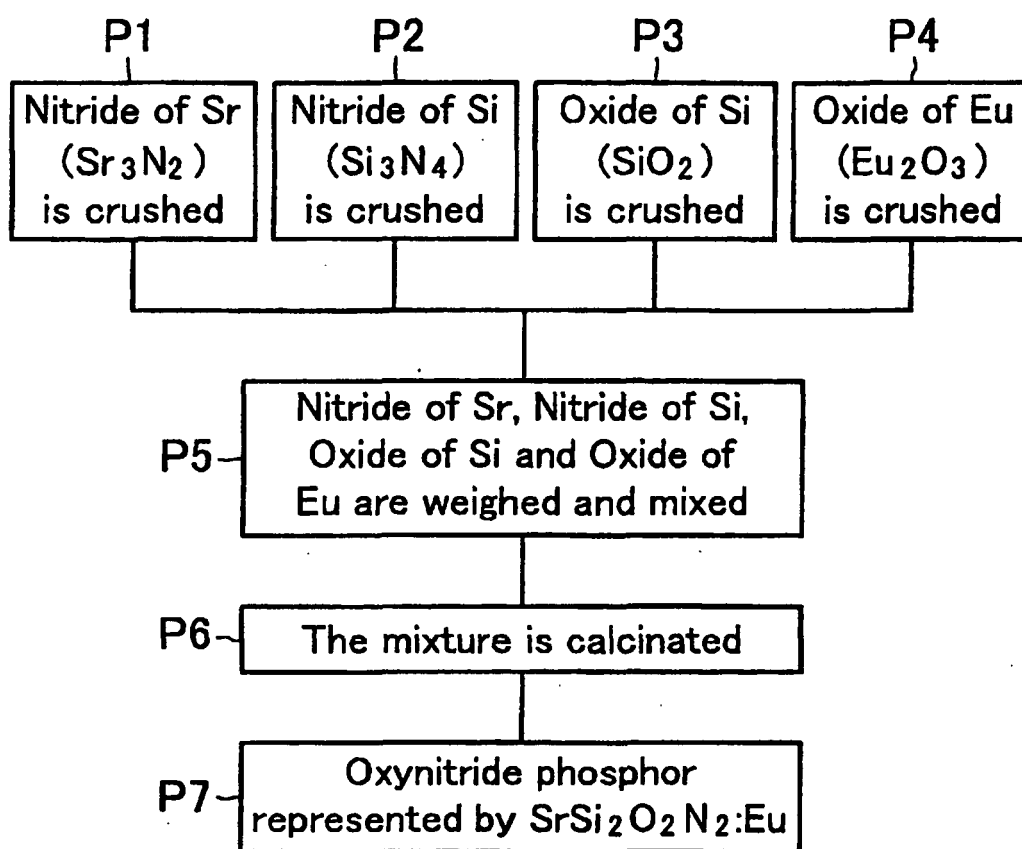 P1
P2
P3
P4
Nitride of Sr
(Sr₃N₂)
is crushed
Nitride of Si
(Si₃N₄)
is crushed
Oxide of Si
(SiO₂)
is crushed
Oxide of Eu
(Eu₂O₃)
is crushed
P5
Nitride of Sr, Nitride of Si,
Oxide of Si and Oxide of
Eu are weighed and mixed
P6
The mixture is calcinated
P7
Oxynitride phosphor
represented by SrSi₂O₂N₂:Eu